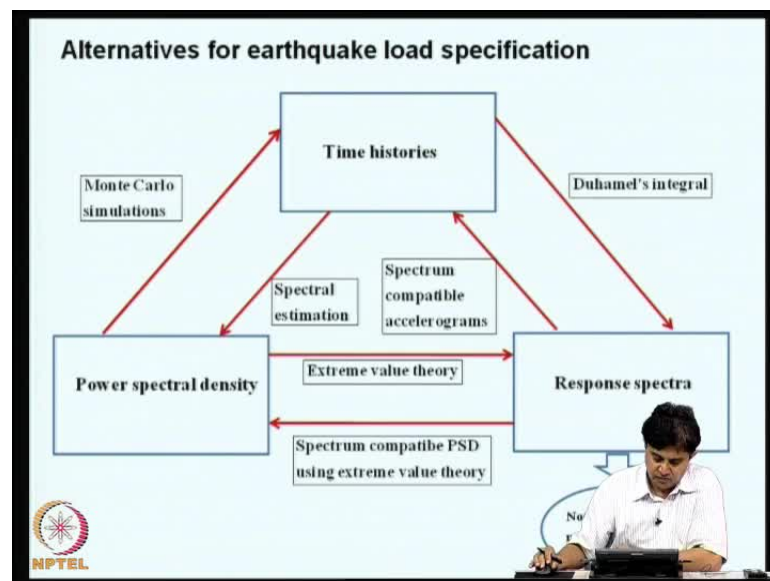 Alternatives for earthquake load specification
Time histories
Monte Carlo
simulations
Duhamel's integral
Spectral
estimation
Spectrum
compatible
accelerograms
Power spectral density
Extreme value theory
Response spectra
Spectrum compatibe PSD
using extreme value theory
NPTEL